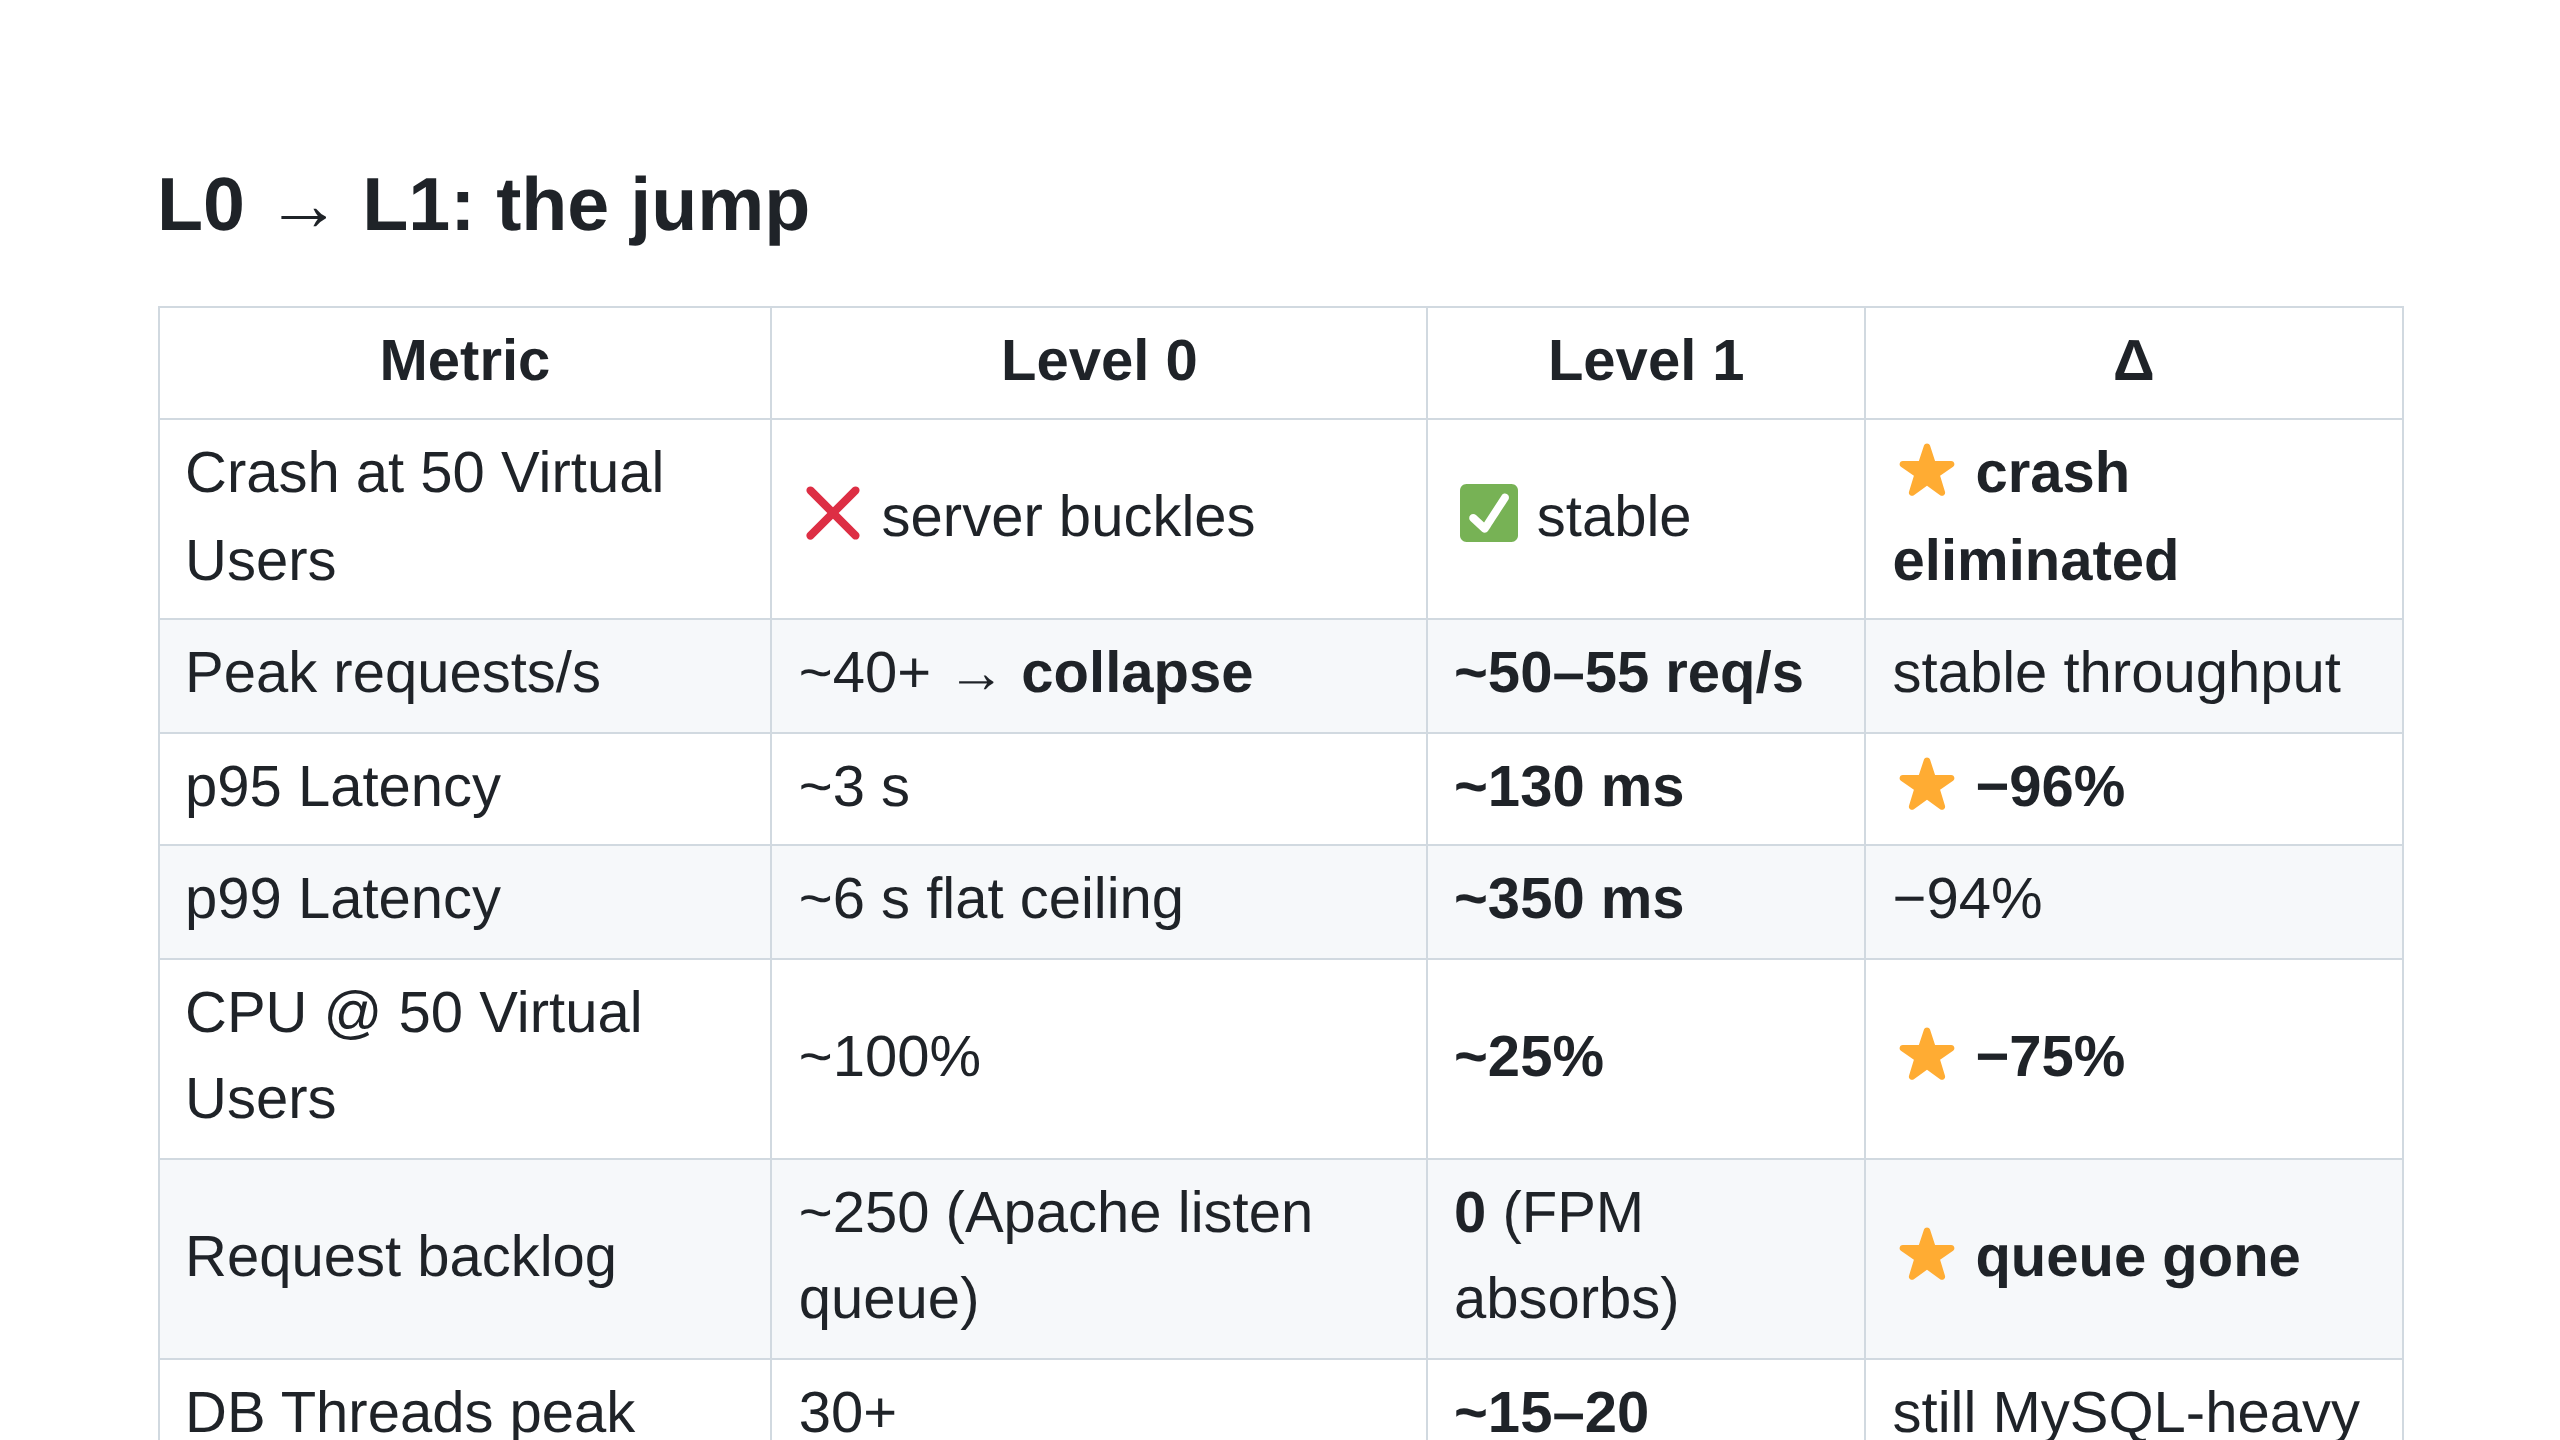 L0 → L1: the jump
Metric
Level 0
Level 1
Δ
Crash at 50 Virtual
Users
❌ server buckles
✅ stable
⭐ crash
eliminated
Peak requests/s
~40+ → collapse
~50–55 req/s
stable throughput
p95 Latency
~3 s
~130 ms
⭐ −96%
p99 Latency
~6 s flat ceiling
~350 ms
−94%
CPU @ 50 Virtual
Users
~100%
~25%
⭐ −75%
Request backlog
~250 (Apache listen
queue)
0 (FPM
absorbs)
⭐ queue gone
DB Threads peak
30+
~15–20
still MySQL-heavy